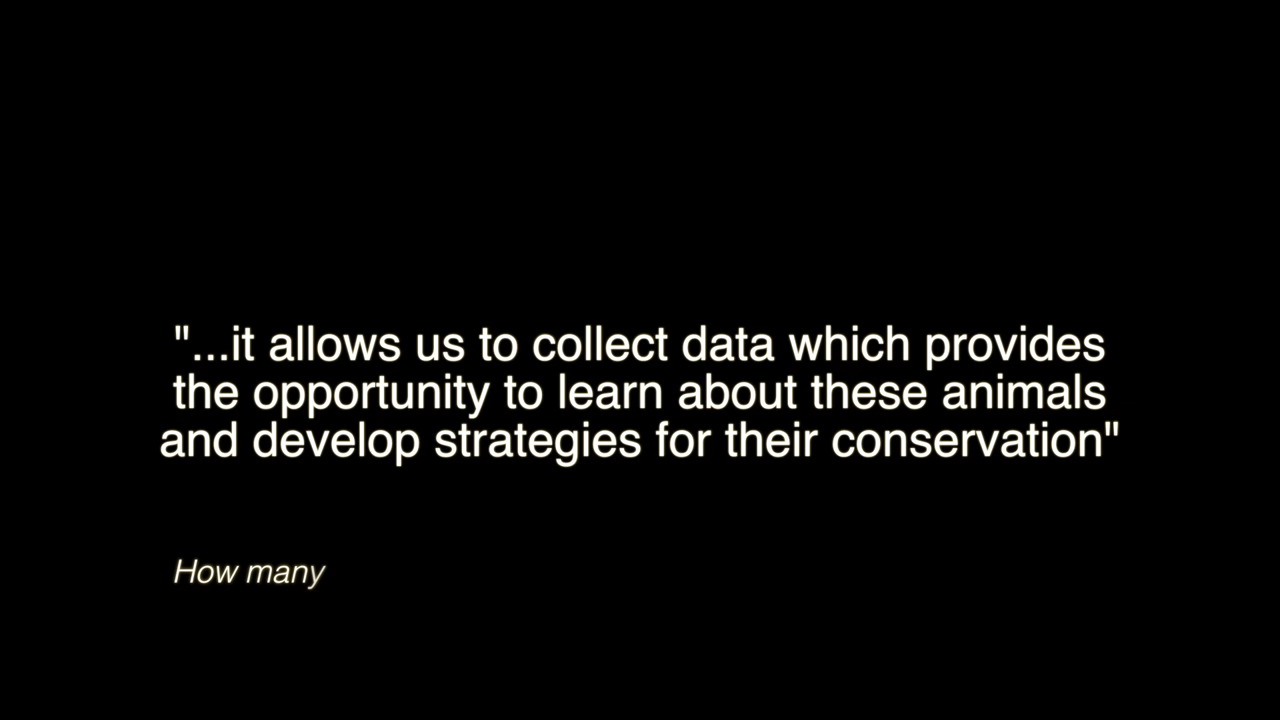 "...it allows us to collect data which provides
the opportunity to learn about these animals
and develop strategies for their conservation"
How many